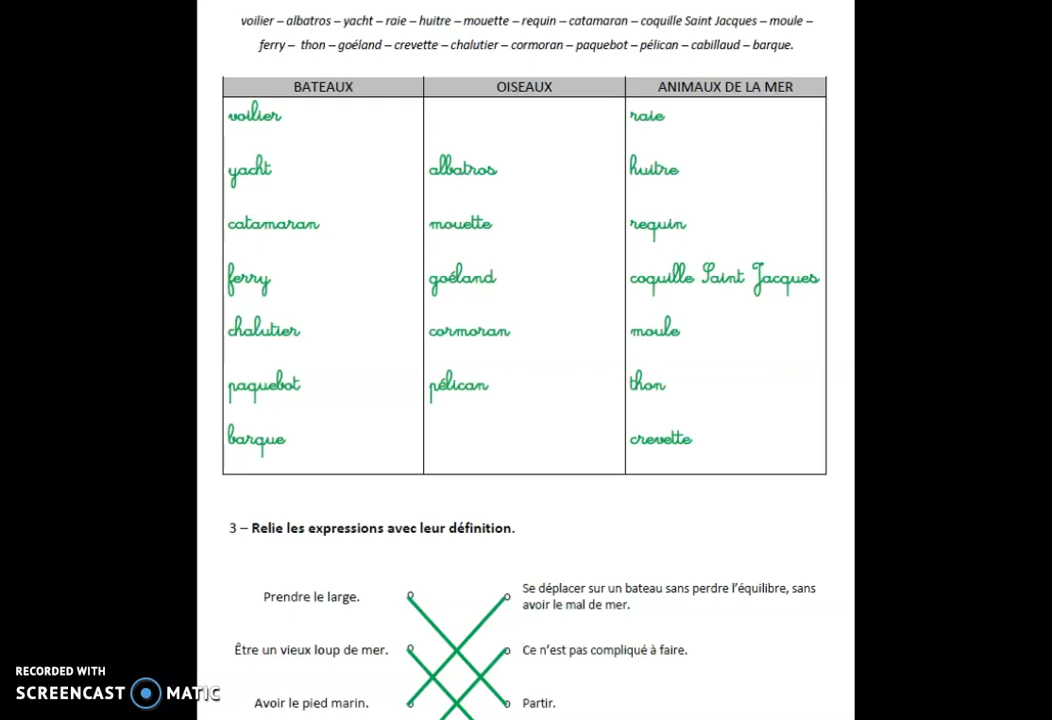 voilier – albatros – yacht – raie – huitre – mouette – requin – catamaran – coquille Saint Jacques – moule –
ferry – thon – goéland – crevette – chalutier – cormoran – paquebot – pélican – cabillaud – barque.
BATEAUX OISEAUX ANIMAUX DE LA MER
voilier raie
yacht albatros huitre
catamaran mouette requin
ferry goéland coquille Saint Jacques
chalutier cormoran moule
paquebot pélican thon
barque crevette
3 – Relie les expressions avec leur définition.
Prendre le large. Se déplacer sur un bateau sans perdre l'équilibre, sans
avoir le mal de mer.
Être un vieux loup de mer. Ce n'est pas compliqué à faire.
Avoir le pied marin. Partir.
RECORDED WITH
SCREENCAST MATIC